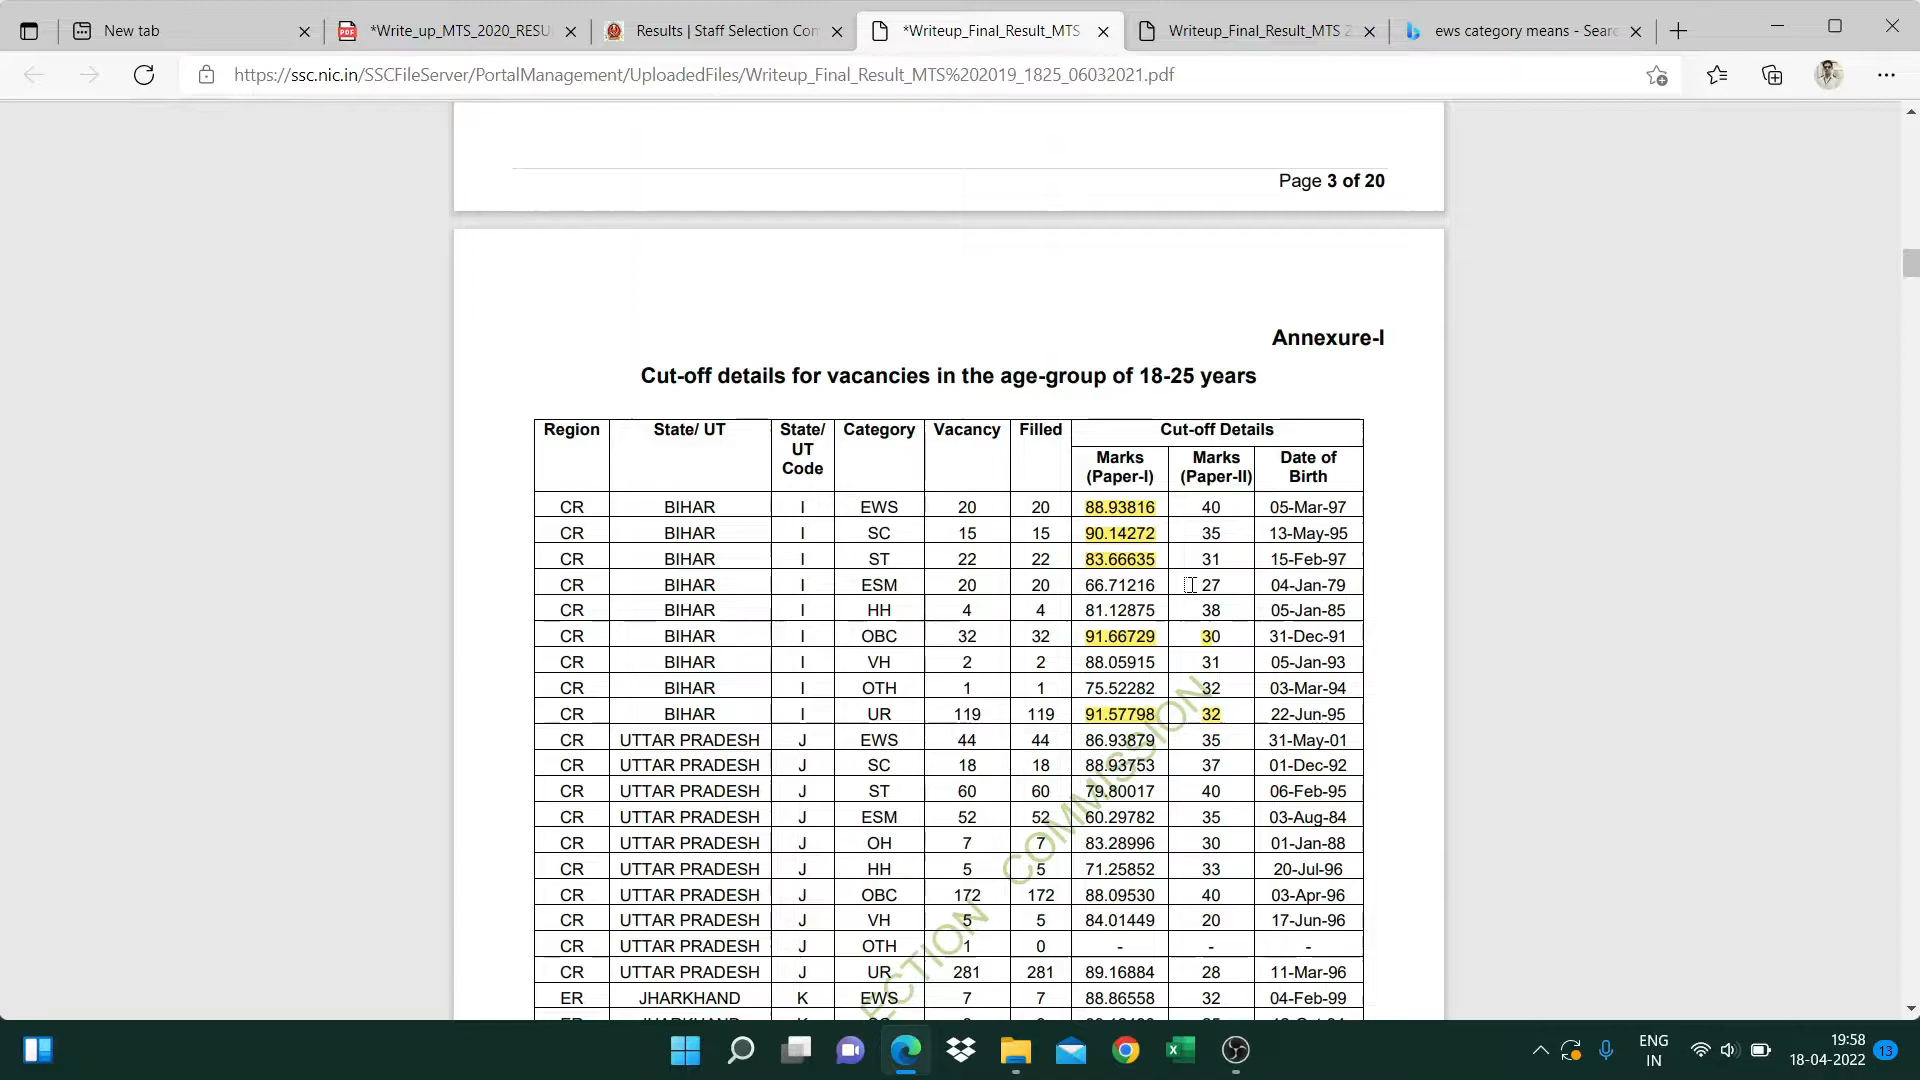 New tab
*Write_up_MTS_2020_RESU
Results | Staff Selection Con
*Writeup_Final_Result_MTS
Writeup_Final_Result_MTS 2
ews category means - Searc
https://ssc.nic.in/SSCFileServer/PortalManagement/UploadedFiles/Writeup_Final_Result_MTS%202019_1825_06032021.pdf
Page 3 of 20
Annexure-I
Cut-off details for vacancies in the age-group of 18-25 years
Region State/ UT State/ UT Code Category Vacancy Filled Cut-off Details
Marks (Paper-I) Marks (Paper-II) Date of Birth
CR BIHAR I EWS 20 20 88.93816 40 05-Mar-97
CR BIHAR I SC 15 15 90.14272 35 13-May-95
CR BIHAR I ST 22 22 83.66635 31 15-Feb-97
CR BIHAR I ESM 20 20 66.71216 27 04-Jan-79
CR BIHAR I HH 4 4 81.12875 38 05-Jan-85
CR BIHAR I OBC 32 32 91.66729 30 31-Dec-91
CR BIHAR I VH 2 2 88.05915 31 05-Jan-93
CR BIHAR I OTH 1 1 75.52282 32 03-Mar-94
CR BIHAR I UR 119 119 91.57798 32 22-Jun-95
CR UTTAR PRADESH J EWS 44 44 86.93879 35 31-May-01
CR UTTAR PRADESH J SC 18 18 88.93753 37 01-Dec-92
CR UTTAR PRADESH J ST 60 60 79.80017 40 06-Feb-95
CR UTTAR PRADESH J ESM 52 52 60.29782 35 03-Aug-84
CR UTTAR PRADESH J OH 7 7 83.28996 30 01-Jan-88
CR UTTAR PRADESH J HH 5 5 71.25852 33 20-Jul-96
CR UTTAR PRADESH J OBC 172 172 88.09530 40 03-Apr-96
CR UTTAR PRADESH J VH 5 5 84.01449 20 17-Jun-96
CR UTTAR PRADESH J OTH 1 0 - - -
CR UTTAR PRADESH J UR 281 281 89.16884 28 11-Mar-96
ER JHARKHAND K EWS 7 7 88.86558 32 04-Feb-99
ECTION COMMISSION
ENG
IN
19:58
18-04-2022
13